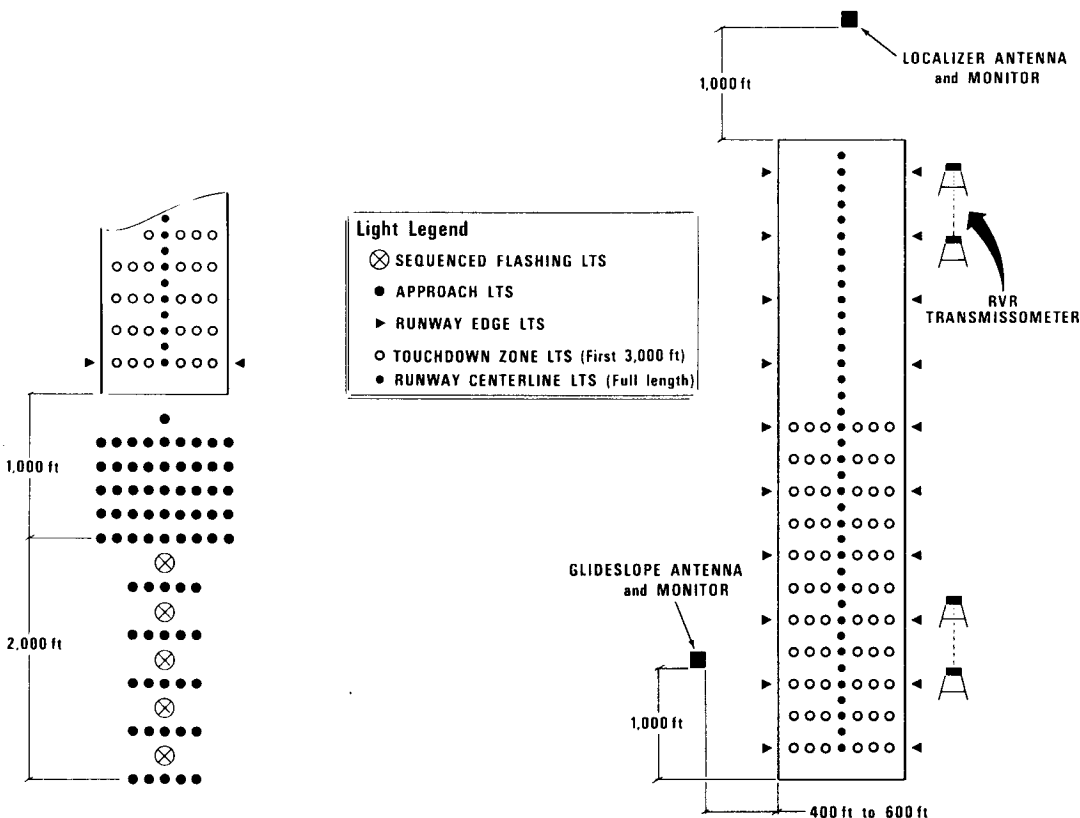 LOCALIZER ANTENNA
and MONITOR
1,000 ft
Light Legend
SEQUENCED FLASHING LTS
APPROACH LTS
RUNWAY EDGE LTS
TOUCHDOWN ZONE LTS (First 3,000 ft)
RUNWAY CENTERLINE LTS (Full length)
RVR
TRANSMISSOMETER
1,000 ft
2,000 ft
GLIDESLOPE ANTENNA
and MONITOR
1,000 ft
400 ft to 600 ft